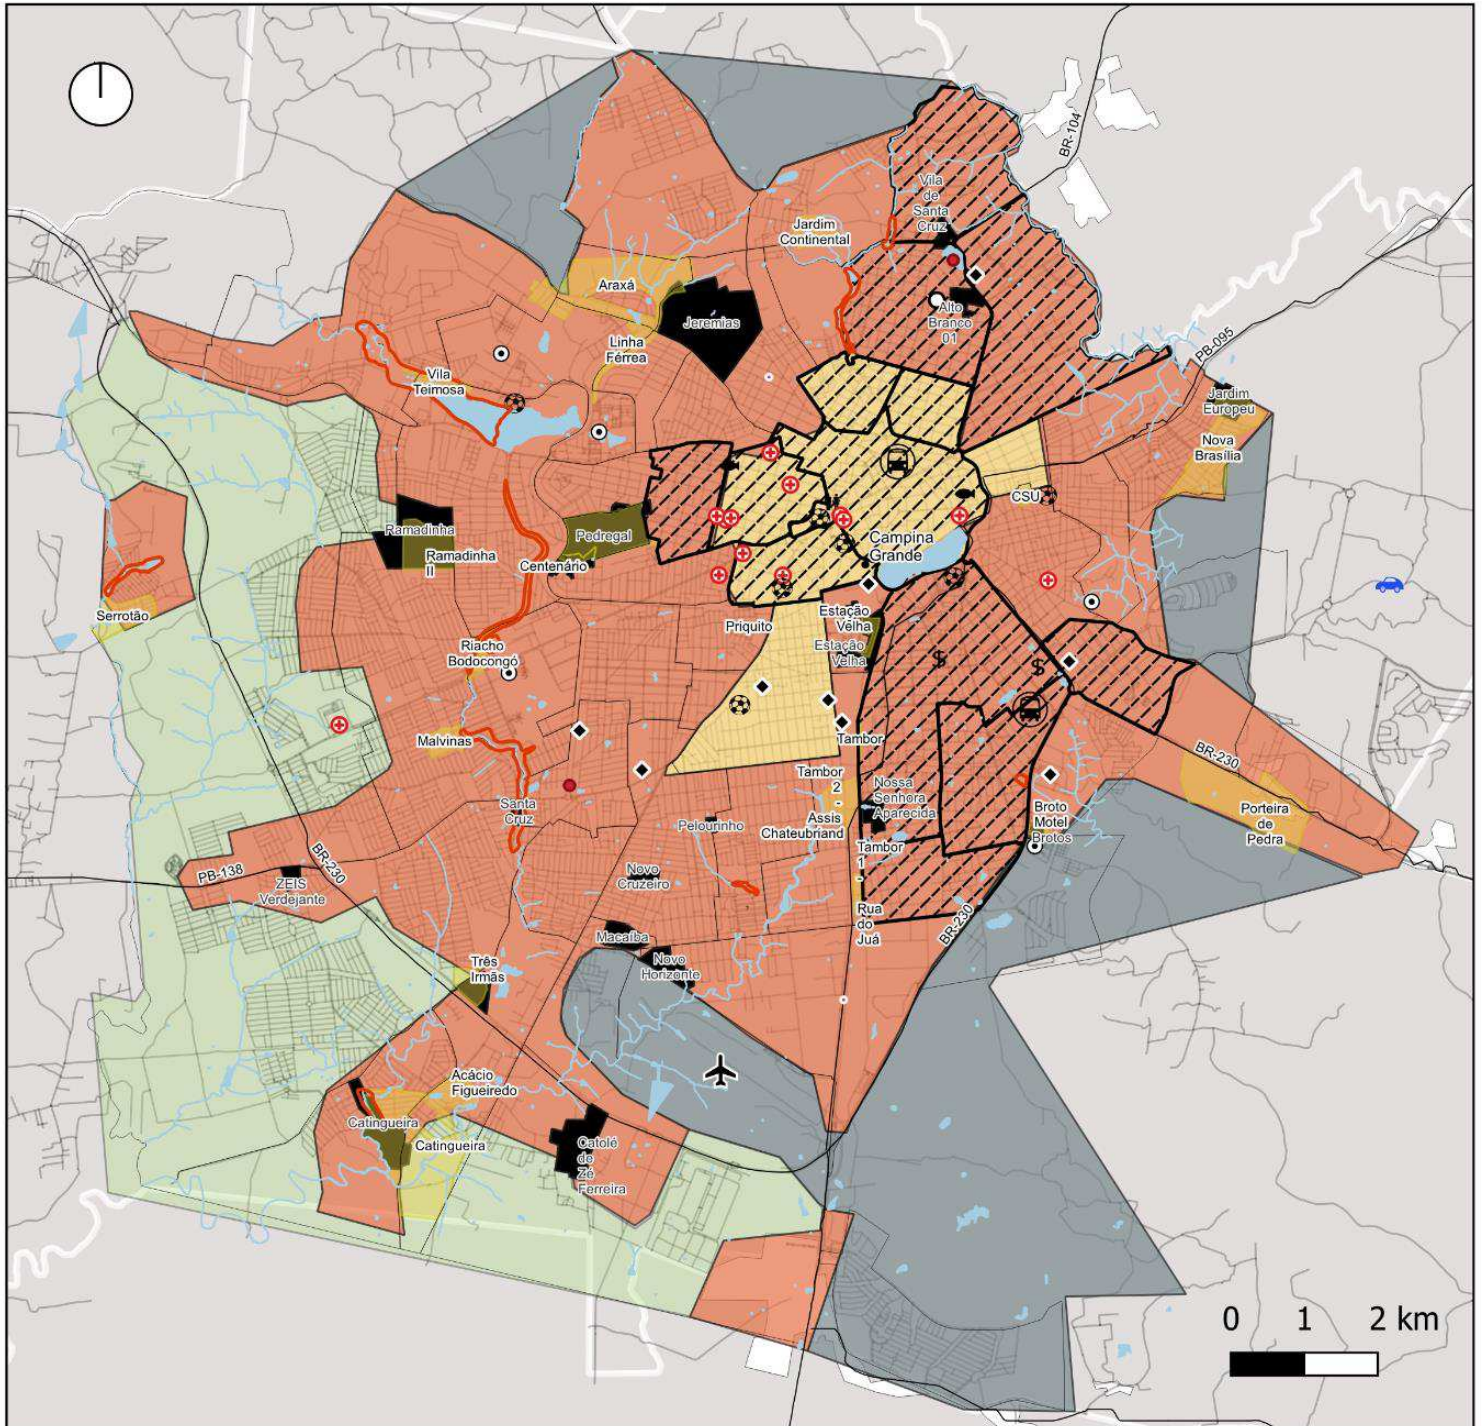 BR-104
Vila
de
Santa
Cruz
Jardim
Continental
Araxá
Jeremias
Alto
Branco
01
Linha
Férrea
PB-095
Vila
Teimosa
Jardim
Europeu
Nova
Brasília
CSU
Ramadinha
Ramadinha
II
Pedregal
Centenário
Campina
Grande
Serrotão
Priquito
Estação
Velha
Estação
Velha
Riacho
Bodocongó
$
$
Malvinas
Tambor
BR-230
Tambor
2
-
Assis
Chateubriand
Nossa
Senhora
Aparecida
Santa
Cruz
Pelourinho
Broto
Motel
Brotos
Porteira
de
Pedra
Tambor
1
-
Rua
do
Juá
PB-138
BR-230
ZEIS
Verdejante
Novo
Cruzeiro
BR-230
Macaíba
Novo
Horizonte
Três
Irmãs
Acácio
Figueiredo
Catingueira
Catingueira
Catolé
de
Zé
Ferreira
0 1 2 km